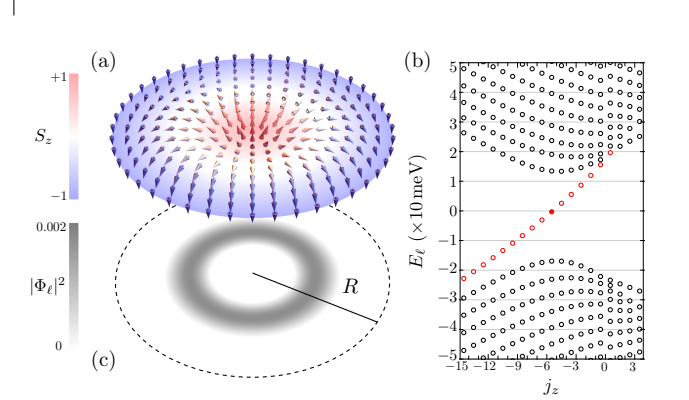 (a)
+1
S_z
−1
0.002
|Φ_ℓ|²
0
(c)
R
(b)
E_ℓ (×10 meV)
5
4
3
2
1
0
−1
−2
−3
−4
−5
−15 −12 −9 −6 −3 0 3
j_z